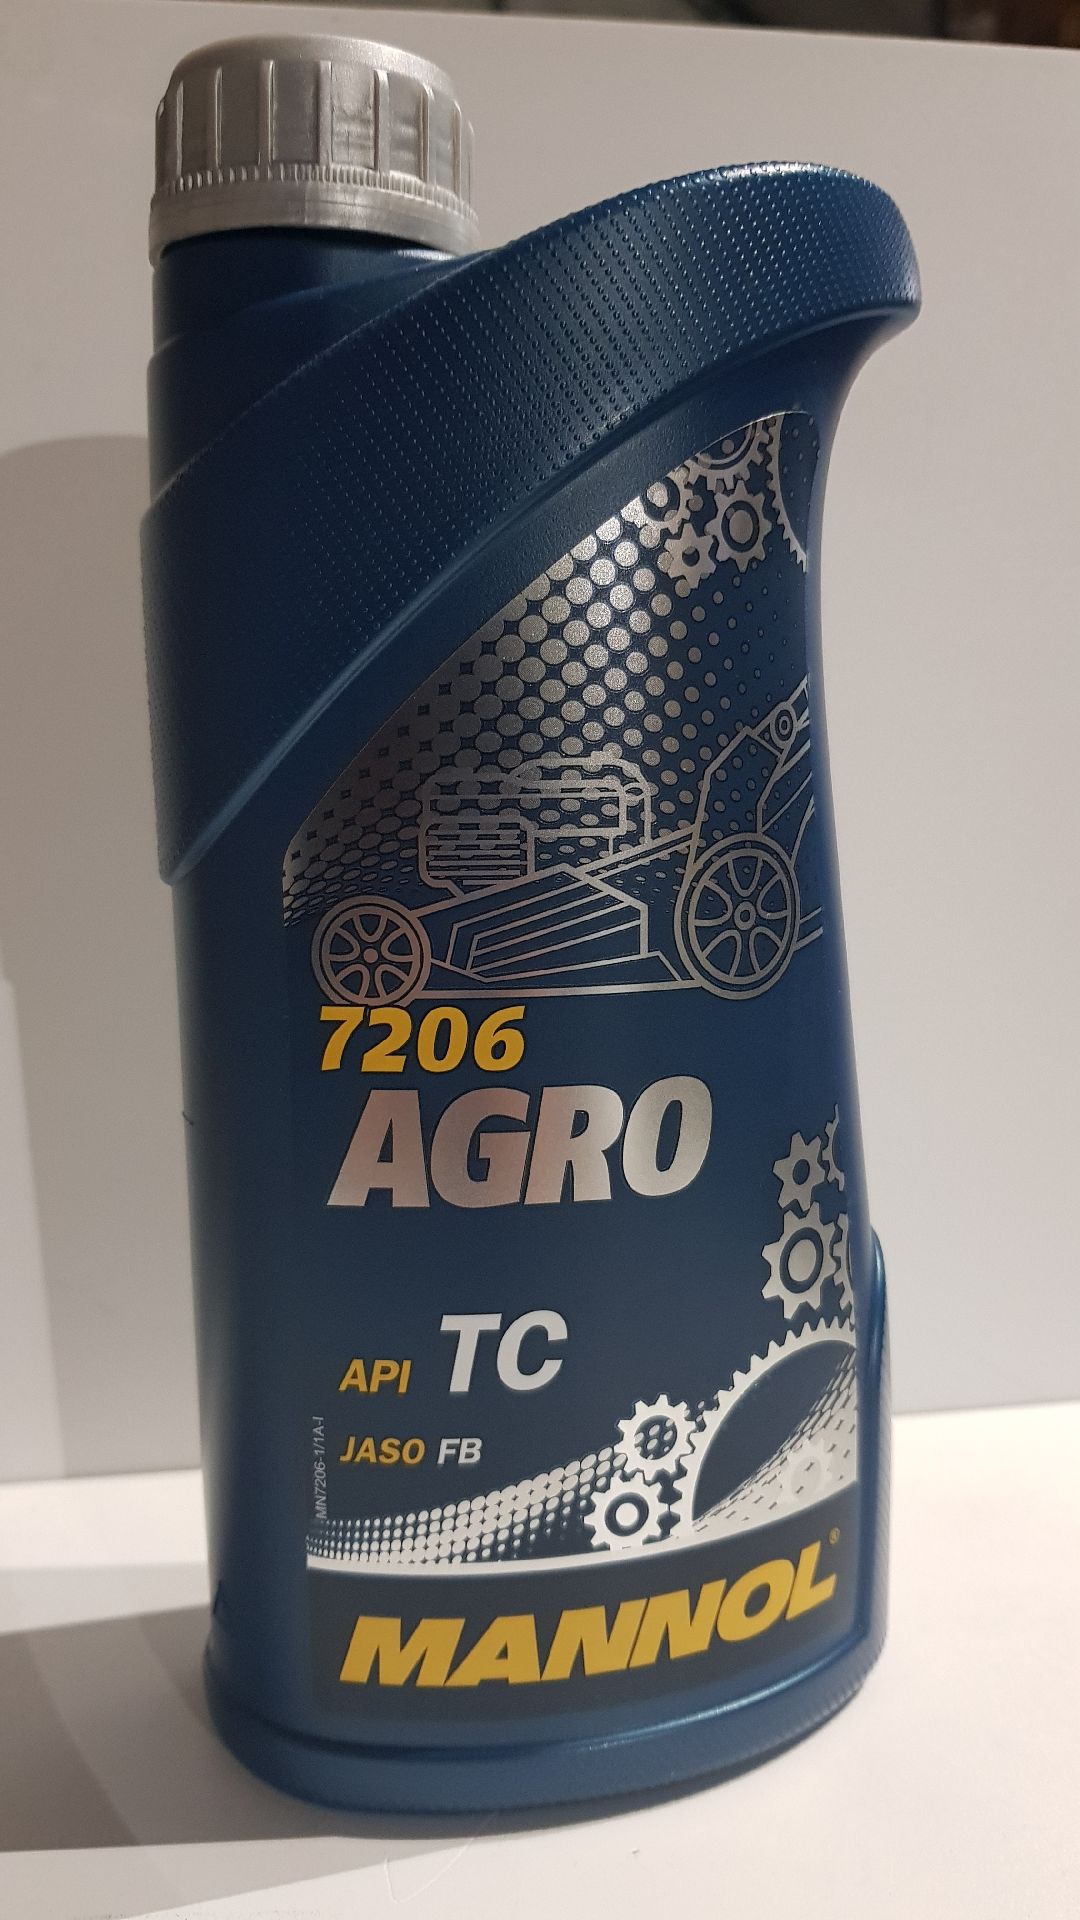 7206
AGRO
API TC
JASO FB
MN7206-1/1A-I
MANNOL®